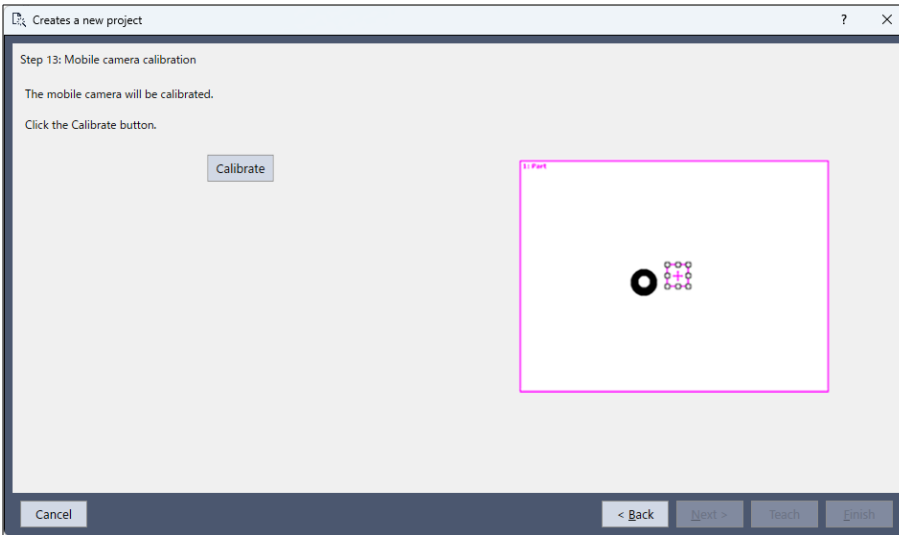 Creates a new project
?
Step 13: Mobile camera calibration
The mobile camera will be calibrated.
Click the Calibrate button.
Calibrate
1: Part
Cancel
< Back
Next >
Teach
Finish